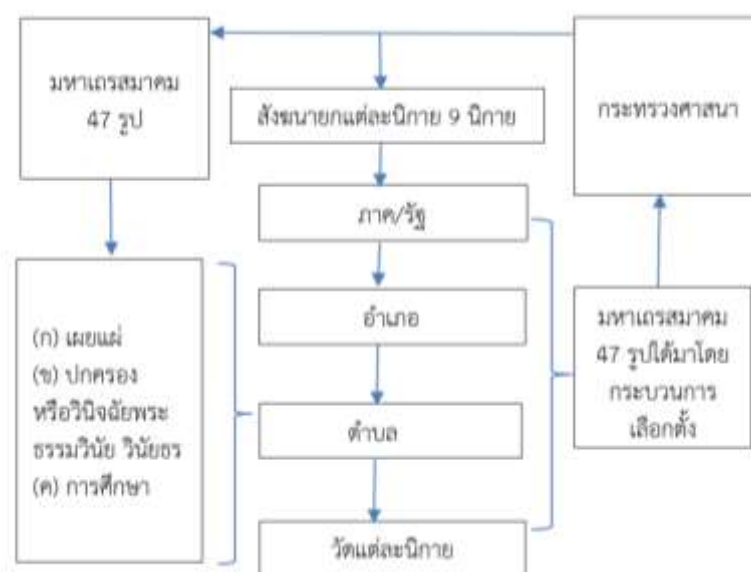 มหาเถรสมาคม
47 รูป
สังฆนายกแต่ละนิกาย 9 นิกาย
กระทรวงศาสนา
ภาค/รัฐ
อำเภอ
ตำบล
วัดแต่ละนิกาย
(ก) เผยแผ่
(ข) ปกครอง
หรือวินิจฉัยพระ
ธรรมวินัย วินัยธร
(ค) การศึกษา
มหาเถรสมาคม
47 รูปได้มาโดย
กระบวนการ
เลือกตั้ง